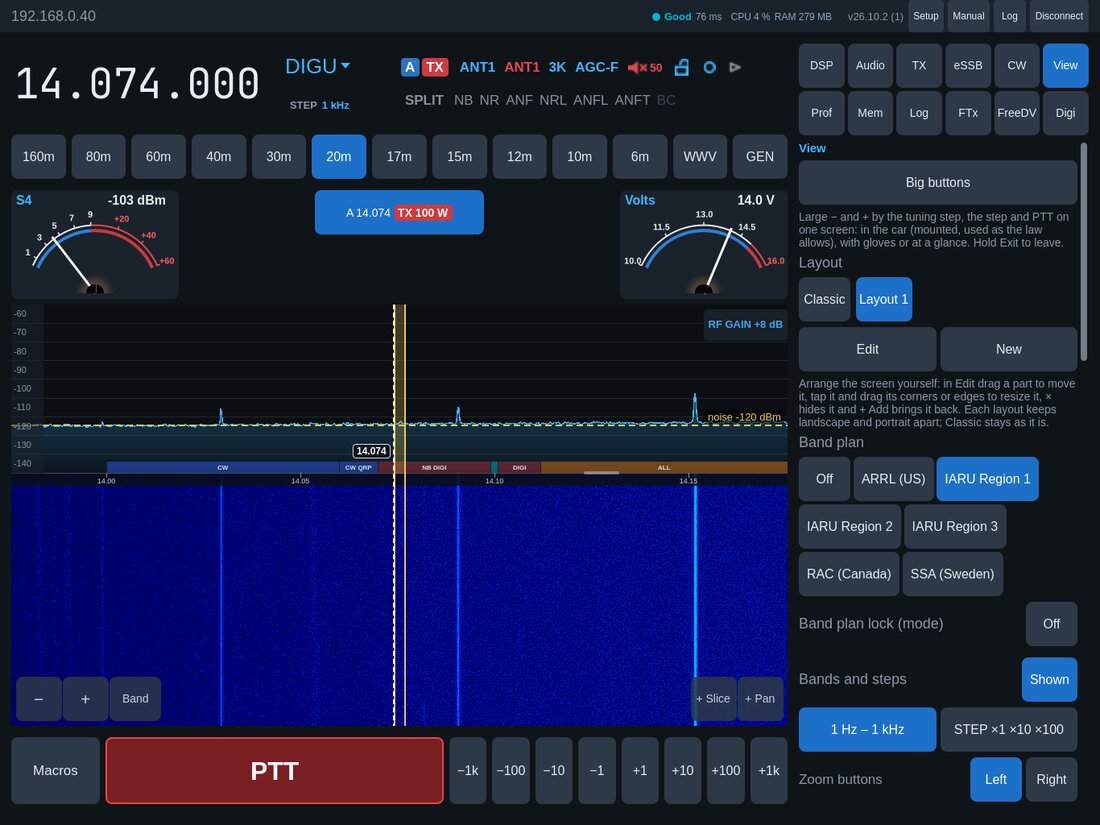 192.168.0.40
Good 76 ms CPU 4 % RAM 279 MB v26.10.2 (1) Setup Manual Log Disconnect
14.074.000
DIGU
STEP 1 kHz
A TX ANT1 ANT1 3K AGC-F 50
SPLIT NB NR ANF NRL ANFL ANFT BC
160m 80m 60m 40m 30m 20m 17m 15m 12m 10m 6m WWV GEN
S4 -103 dBm
1 3 5 7 9 +20 +40 +60
A 14.074 TX 100 W
Volts 14.0 V
10.0 11.5 13.0 14.5 16.0
RF GAIN +8 dB
-60
-70
-80
-90
-100
-110
-120
-130
-140
noise -120 dBm
14.074
CW CW QRP NB DIGI DIGI ALL
14.00 14.05 14.10 14.15
− + Band
+ Slice + Pan
Macros PTT −1k −100 −10 −1 +1 +10 +100 +1k
DSP Audio TX eSSB CW View
Prof Mem Log FTx FreeDV Digi
View
Big buttons
Large − and + by the tuning step, the step and PTT on
one screen: in the car (mounted, used as the law
allows), with gloves or at a glance. Hold Exit to leave.
Layout
Classic Layout 1
Edit New
Arrange the screen yourself: in Edit drag a part to move
it, tap it and drag its corners or edges to resize it, ×
hides it and + Add brings it back. Each layout keeps
landscape and portrait apart; Classic stays as it is.
Band plan
Off ARRL (US) IARU Region 1
IARU Region 2 IARU Region 3
RAC (Canada) SSA (Sweden)
Band plan lock (mode) Off
Bands and steps Shown
1 Hz – 1 kHz STEP ×1 ×10 ×100
Zoom buttons Left Right